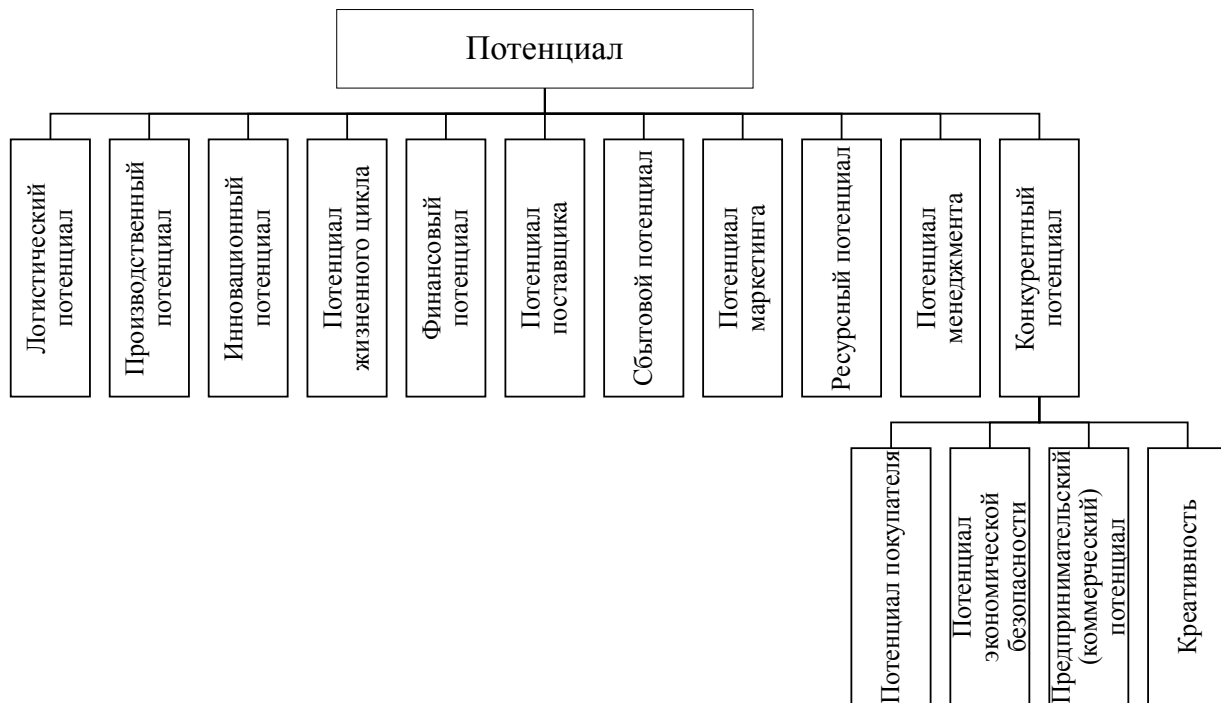 Потенциал
Логистический
потенциал
Производственный
потенциал
Инновационный
потенциал
Потенциал
жизненного цикла
Финансовый
потенциал
Потенциал
поставщика
Сбытовой потенциал
Потенциал
маркетинга
Ресурсный потенциал
Потенциал
менеджмента
Конкурентный
потенциал
Потенциал покупателя
Потенциал
экономической
безопасности
Предпринимательский
(коммерческий)
потенциал
Креативность